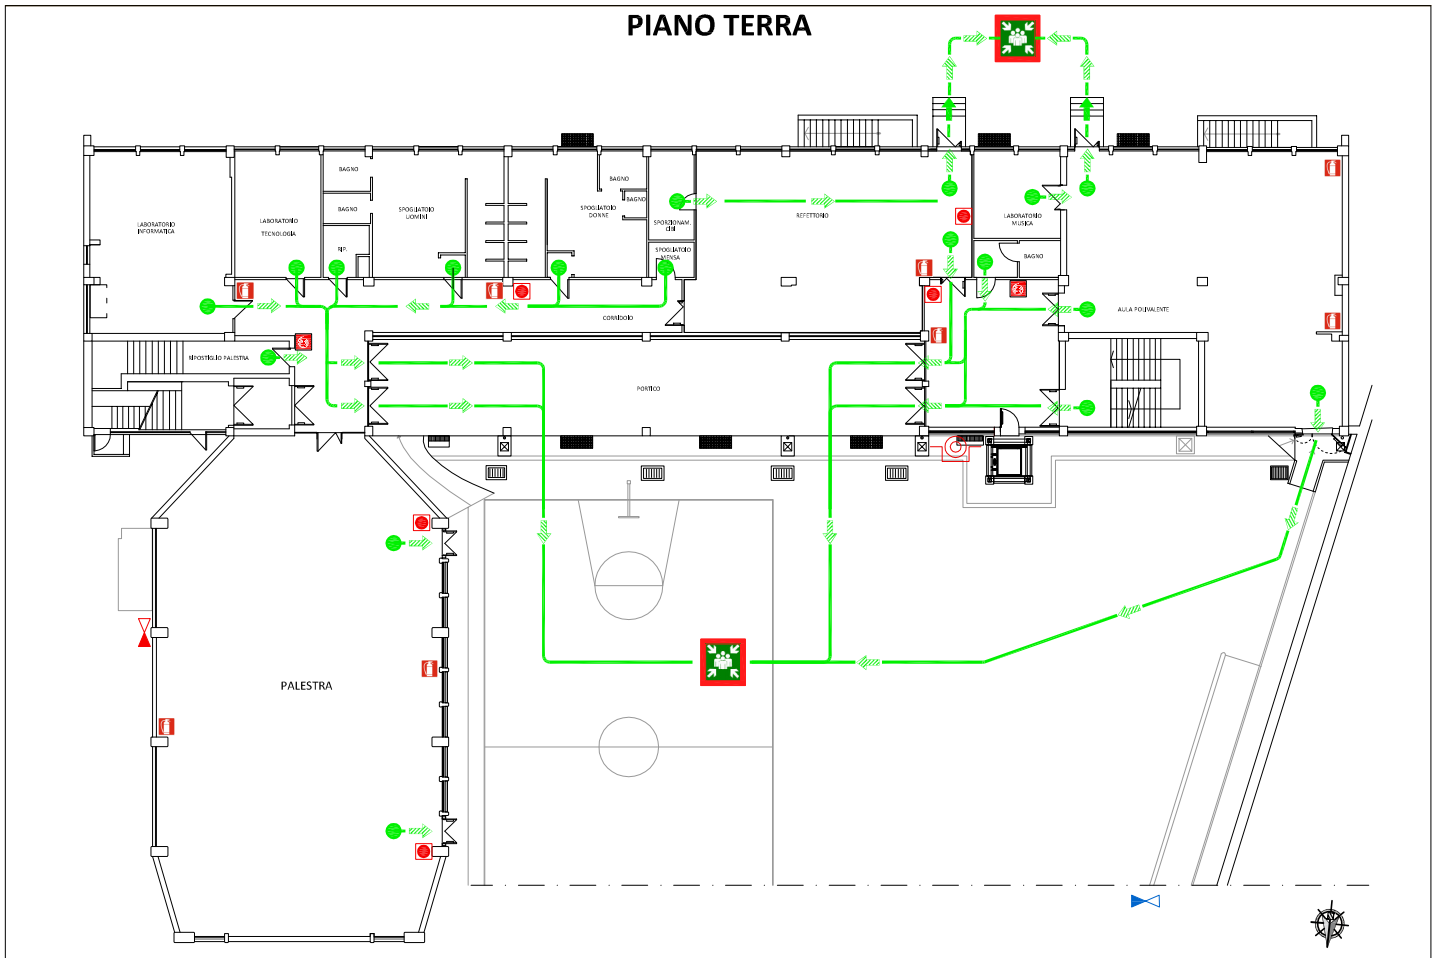 PIANO TERRA
BAGNO
BAGNO
BAGNO
BAGNO
LABORATORIO
INFORMATICA
LABORATORIO
TECNOLOGIA
SPOGLIATOIO
UOMINI
SPOGLIATOIO
DONNE
SPORZIONAM.
CIBI
REFETTORIO
LABORATORIO
MUSICA
RIP.
SPOGLIATOIO
MENSA
BAGNO
CORRIDOIO
AULA POLIVALENTE
RIPOSTIGLIO PALESTRA
PORTICO
PALESTRA
N